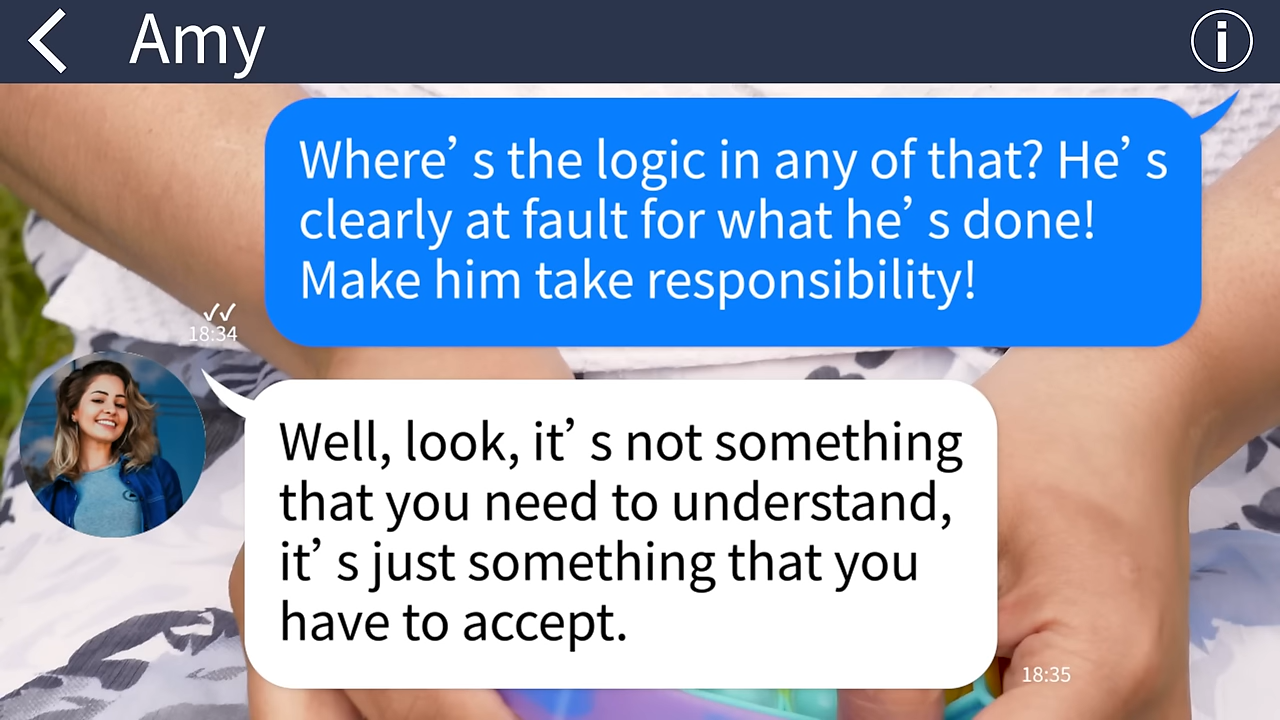 Amy
Where’s the logic in any of that? He’s
clearly at fault for what he’s done!
Make him take responsibility!
18:34
Well, look, it’s not something
that you need to understand,
it’s just something that you
have to accept.
18:35